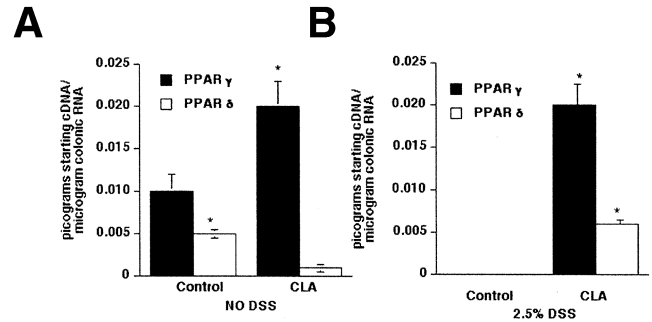 A
picograms starting cDNA/
microgram colonic RNA
0.025
0.020
0.015
0.010
0.005
0
PPAR γ
PPAR δ
*
*
Control
CLA
NO DSS
B
picograms starting cDNA/
microgram colonic RNA
0.025
0.020
0.015
0.010
0.005
0
PPAR γ
PPAR δ
*
*
Control
CLA
2.5% DSS